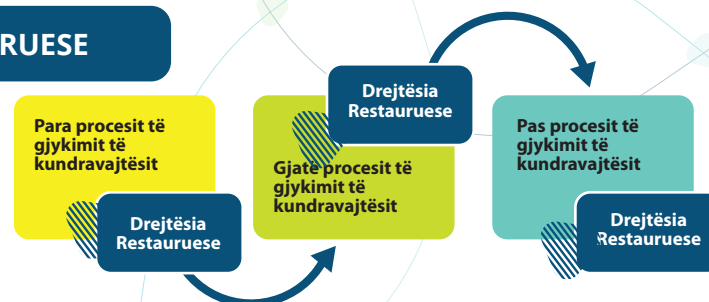 RUESE
Para procesit të
gjykimit të
kundravajtësit
Drejtësia
Restauruese
Drejtësia
Restauruese
Gjatë procesit të
gjykimit të
kundravajtësit
Pas procesit të
gjykimit të
kundravajtësit
Drejtësia
Restauruese